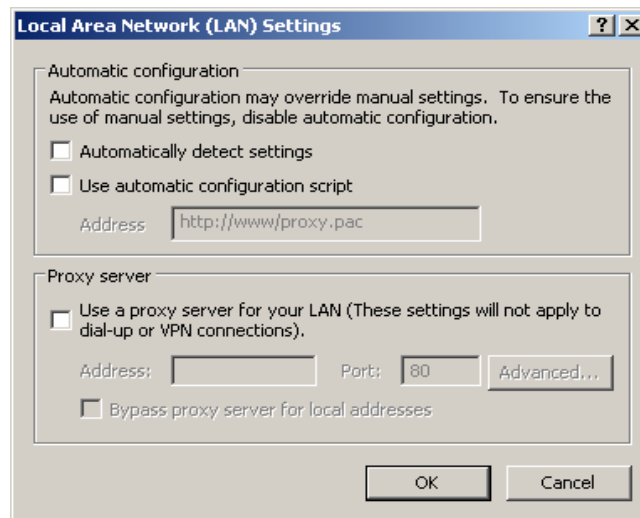 Local Area Network (LAN) Settings
Automatic configuration
Automatic configuration may override manual settings. To ensure the
use of manual settings, disable automatic configuration.
Automatically detect settings
Use automatic configuration script
Address http://www/proxy.pac
Proxy server
Use a proxy server for your LAN (These settings will not apply to
dial-up or VPN connections).
Address: Port: 80 Advanced...
Bypass proxy server for local addresses
OK Cancel